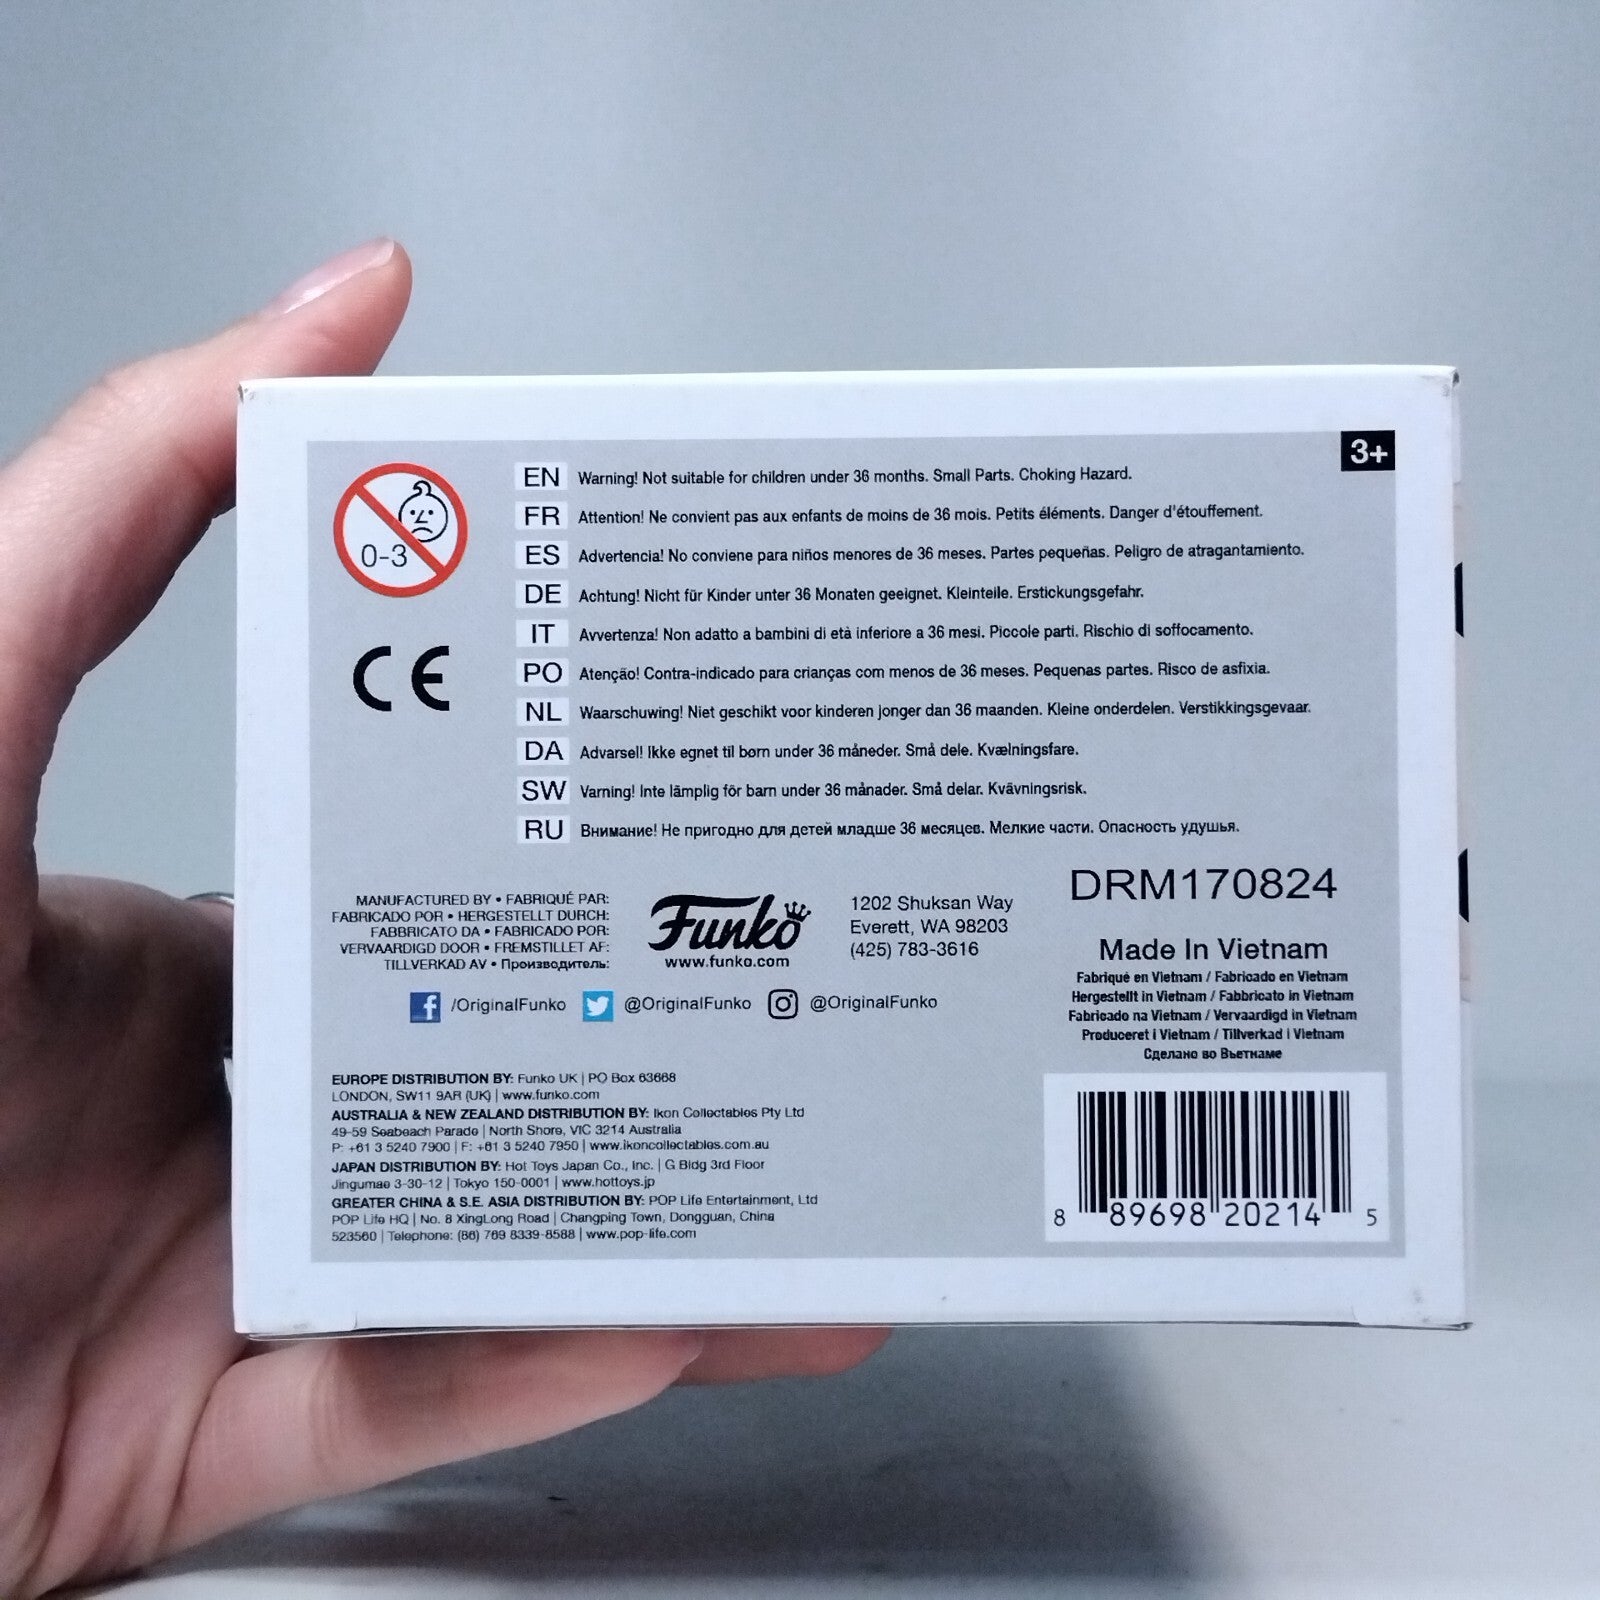 3+
0-3
EN Warning! Not suitable for children under 36 months. Small Parts. Choking Hazard.
FR Attention! Ne convient pas aux enfants de moins de 36 mois. Petits éléments. Danger d'étouffement.
ES Advertencia! No conviene para niños menores de 36 meses. Partes pequeñas. Peligro de atragantamiento.
DE Achtung! Nicht für Kinder unter 36 Monaten geeignet. Kleinteile. Erstickungsgefahr.
IT Avvertenza! Non adatto a bambini di età inferiore a 36 mesi. Piccole parti. Rischio di soffocamento.
PO Atenção! Contra-indicado para crianças com menos de 36 meses. Pequenas partes. Risco de asfixia.
NL Waarschuwing! Niet geschikt voor kinderen jonger dan 36 maanden. Kleine onderdelen. Verstikkingsgevaar.
DA Advarsel! Ikke egnet til børn under 36 måneder. Små dele. Kvælningsfare.
SW Varning! Inte lämplig för barn under 36 månader. Små delar. Kvävningsrisk.
RU Внимание! Не пригодно для детей младше 36 месяцев. Мелкие части. Опасность удушья.
CE
MANUFACTURED BY • FABRIQUÉ PAR:
FABRICADO POR • HERGESTELLT DURCH:
FABBRICATO DA • FABRICADO POR:
VERVAARDIGD DOOR • FREMSTILLET AF:
TILLVERKAD AV • Производитель:
Funko
www.funko.com
1202 Shuksan Way
Everett, WA 98203
(425) 783-3616
/OriginalFunko @OriginalFunko @OriginalFunko
DRM170824
Made In Vietnam
Fabriqué en Vietnam / Fabricado en Vietnam
Hergestellt in Vietnam / Fabbricato in Vietnam
Fabricado na Vietnam / Vervaardigd in Vietnam
Produceret i Vietnam / Tillverkad i Vietnam
Сделано во Вьетнаме
EUROPE DISTRIBUTION BY: Funko UK | PO Box 63668
LONDON, SW11 9AR (UK) | www.funko.com
AUSTRALIA & NEW ZEALAND DISTRIBUTION BY: Ikon Collectables Pty Ltd
49-59 Seabeach Parade | North Shore, VIC 3214 Australia
P: +61 3 5240 7900 | F: +61 3 5240 7950 | www.ikoncollectables.com.au
JAPAN DISTRIBUTION BY: Hot Toys Japan Co., Inc. | G Bldg 3rd Floor
Jingumae 3-30-12 | Tokyo 150-0001 | www.hottoys.jp
GREATER CHINA & S.E. ASIA DISTRIBUTION BY: POP Life Entertainment, Ltd
POP Life HQ | No. 8 XingLong Road | Changping Town, Dongguan, China
523560 | Telephone: (86) 769 8339-8588 | www.pop-life.com
8 89698 20214 5